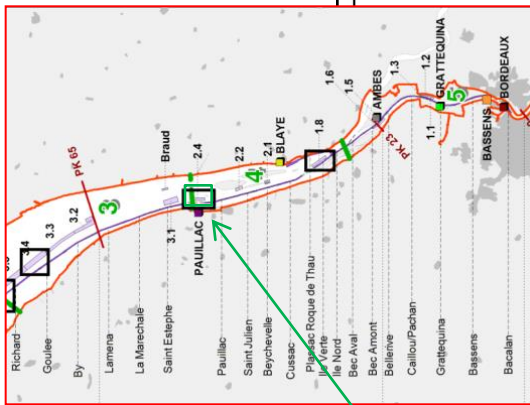 Richard
Goulee
By
Lamena
La Marechale
Saint Estephe
Pauillac
Saint Julien
Beychevelle
Cussac
Plassac Roque de Thau
Ile Verte
Ile Nord
Bec Aval
Bec Amont
Bellerive
Caillou/Pachan
Grattequina
Bassens
Bacalan
3.4
3.3
3.2
PK 65
3
3.1
Braud
2.4
PAUILLAC
2.2
4
2.1
BLAYE
1.8
1.6
1.5
AMBES
PK 23
1.3
1.2
GRATTEQUINA
1.1
5
BASSENS
BORDEAUX